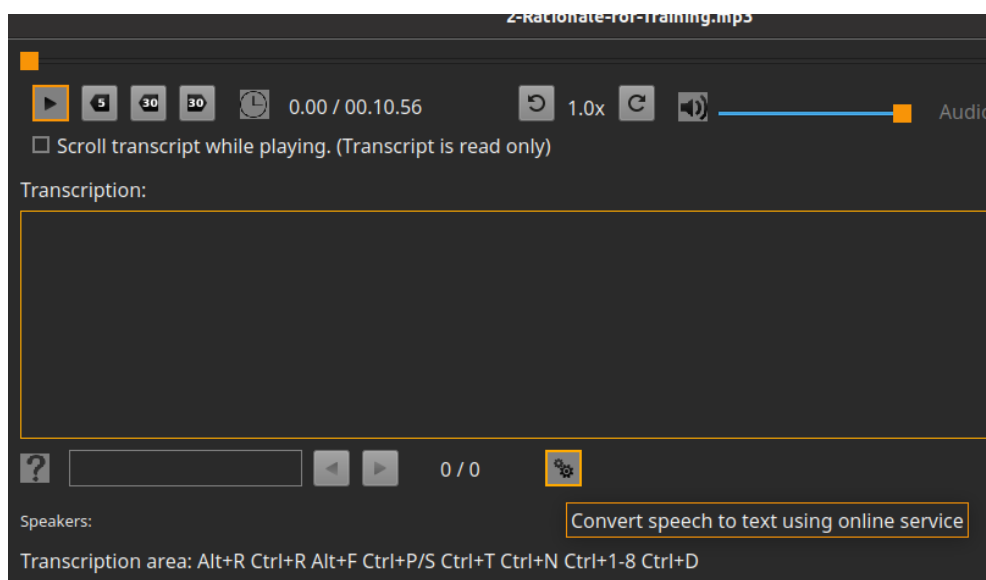 2-Rationale-for-Training.mp3
5 30 30 0.00 / 00.10.56 1.0x Audio
Scroll transcript while playing. (Transcript is read only)
Transcription:
? 0 / 0
Speakers:
Convert speech to text using online service
Transcription area: Alt+R Ctrl+R Alt+F Ctrl+P/S Ctrl+T Ctrl+N Ctrl+1-8 Ctrl+D